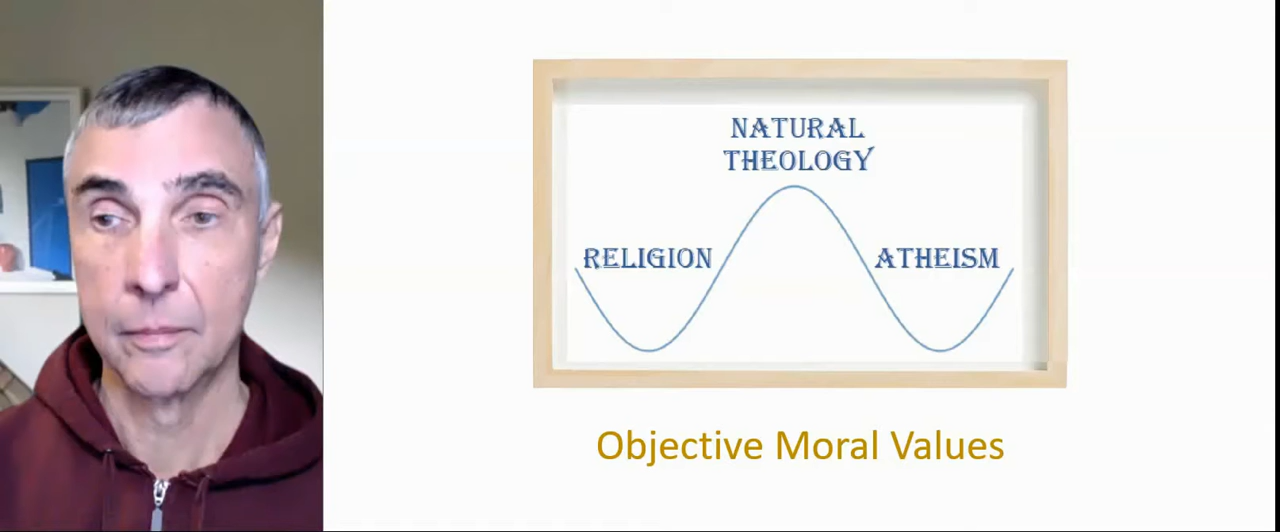 NATURAL
THEOLOGY
RELIGION
ATHEISM
Objective Moral Values